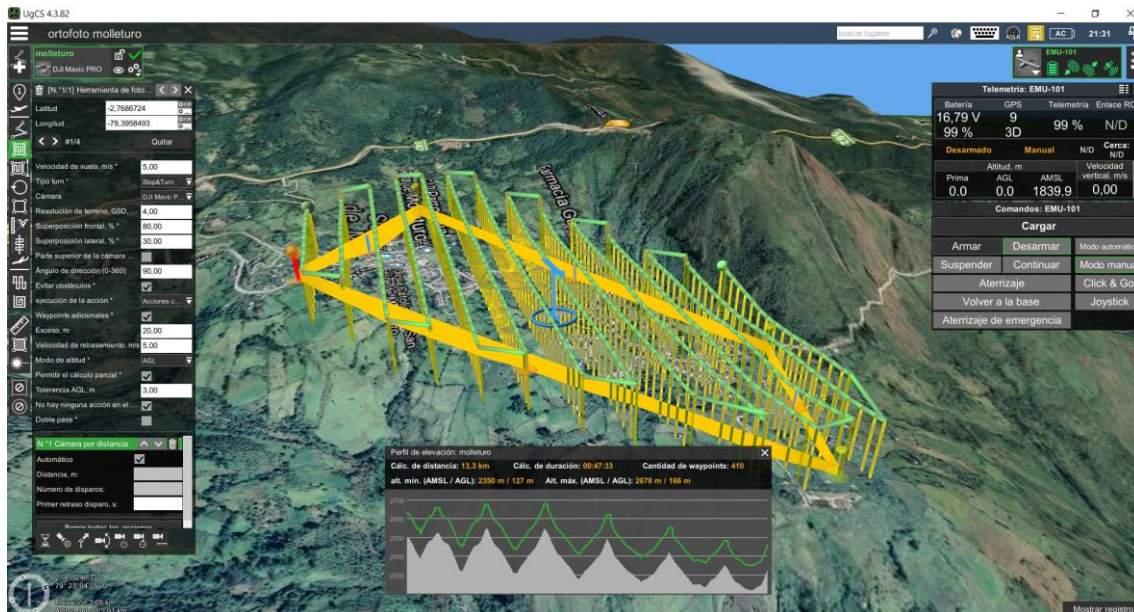 UgCS 4.3.82
ortofoto molleturo
buscar lugares
AC
21:31
molleturo
DJI Mavic PRO
EMU-101
[N.°1/1] Herramienta de foto...
Latitud -2,7686724
Longitud -79,3958493
#1/4 Quitar
Velocidad de vuelo, m/s * 5,00
Tipo turn * Stop&Turn
Cámara DJI Mavic P...
Resolución de terreno, GSD, ... 4,00
Superposición frontal, % * 80,00
Superposición lateral, % * 30,00
Parte superior de la cámara ...
Ángulo de dirección (0-360) 90,00
Evitar obstáculos *
ejecución de la acción * Acciones c...
Waypoints adicionales *
Exceso, m 20,00
Velocidad de rebasamiento, m/s 5,00
Modo de altitud * AGL
Permitir el cálculo parcial *
Tolerancia AGL, m 3,00
No hay ninguna acción en el ...
Doble pase *
N.°1 Cámara por distancia
Automático
Distancia, m:
Número de disparos:
Primer retraso disparo, s:
Telemetría: EMU-101
Batería GPS Telemetría Enlace RC
16,79 V 9 99 % N/D
99 % 3D
Desarmado Manual N/D Cerca: N/D
Altitud, m Velocidad vertical, m/s
Prima AGL AMSL
0.0 0.0 1839,9 0,00
Comandos: EMU-101
Cargar
Armar Desarmar Modo automátic
Suspender Continuar Modo manua
Aterrizaje Click & Go
Volver a la base Joystick
Aterrizaje de emergencia
582
armacia Ga
Perfil de elevación: molleturo
Cálc. de distancia: 13,3 km Cálc. de duración: 00:47:33 Cantidad de waypoints: 410
alt. mín. (AMSL / AGL): 2350 m / 127 m Alt. máx. (AMSL / AGL): 2678 m / 166 m
2700
2600
2500
2400
2300
Mostrar registro